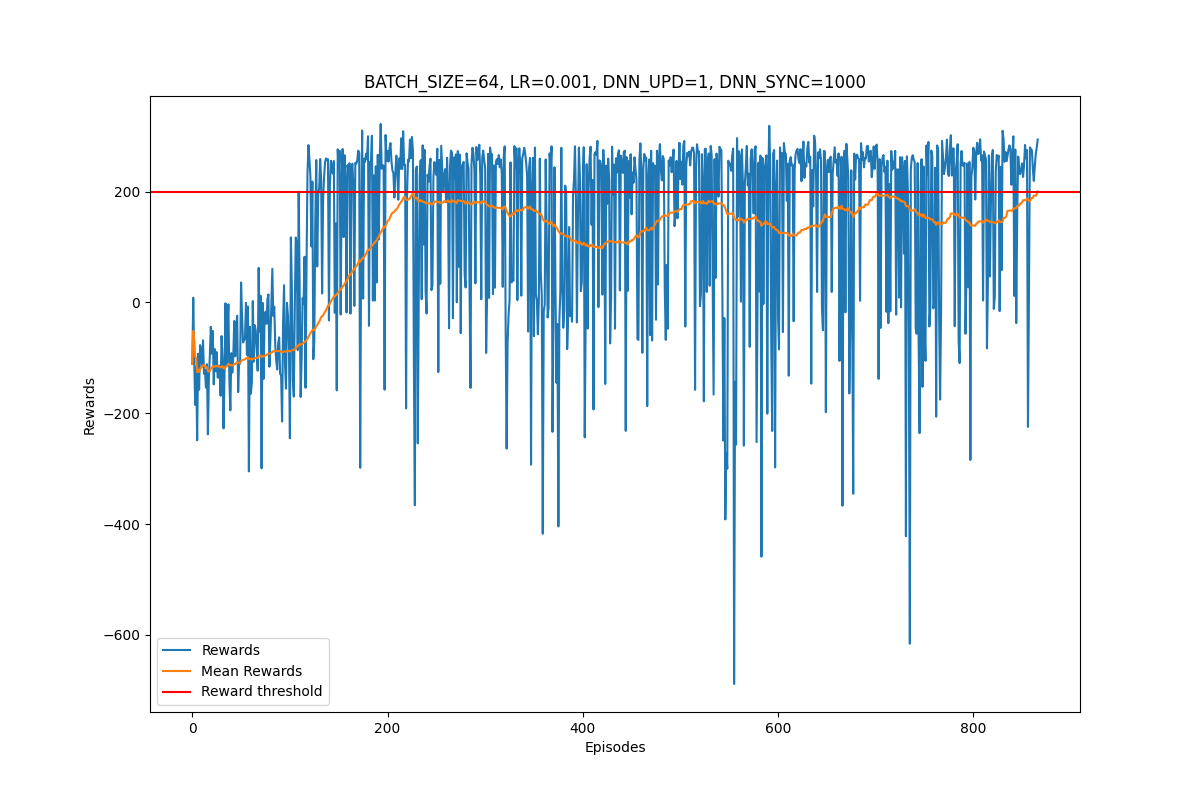 BATCH_SIZE=64, LR=0.001, DNN_UPD=1, DNN_SYNC=1000
200
0
−200
−400
−600
Rewards
Rewards
Mean Rewards
Reward threshold
0
200
400
600
800
Episodes